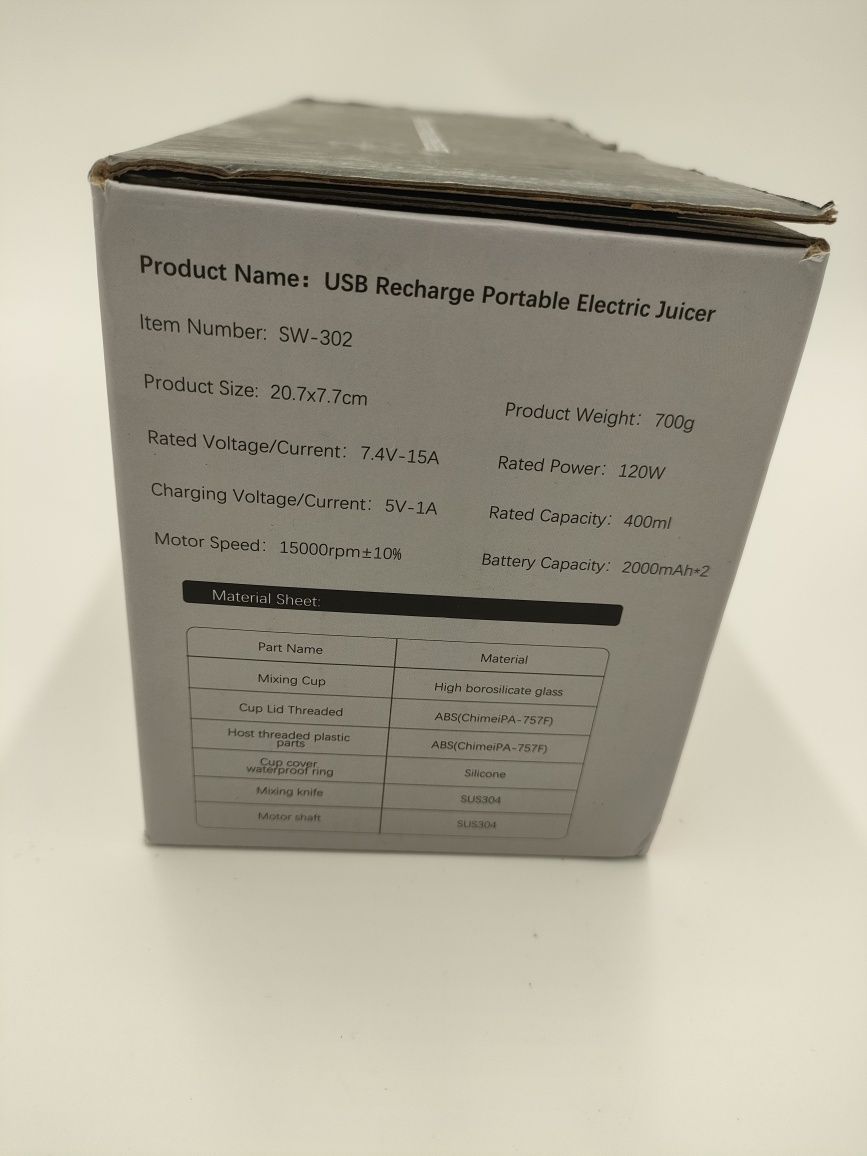 Product Name: USB Recharge Portable Electric Juicer
Item Number: SW-302
Product Size: 20.7x7.7cm
Product Weight: 700g
Rated Voltage/Current: 7.4V-15A
Rated Power: 120W
Charging Voltage/Current: 5V-1A
Rated Capacity: 400ml
Motor Speed: 15000rpm±10%
Battery Capacity: 2000mAh*2
Material Sheet:
Part Name Material
Mixing Cup High borosilicate glass
Cup Lid Threaded ABS(ChimeiPA-757F)
Host threaded plastic
parts ABS(ChimeiPA-757F)
Cup cover
waterproof ring Silicone
Mixing knife SUS304
Motor shaft SUS304